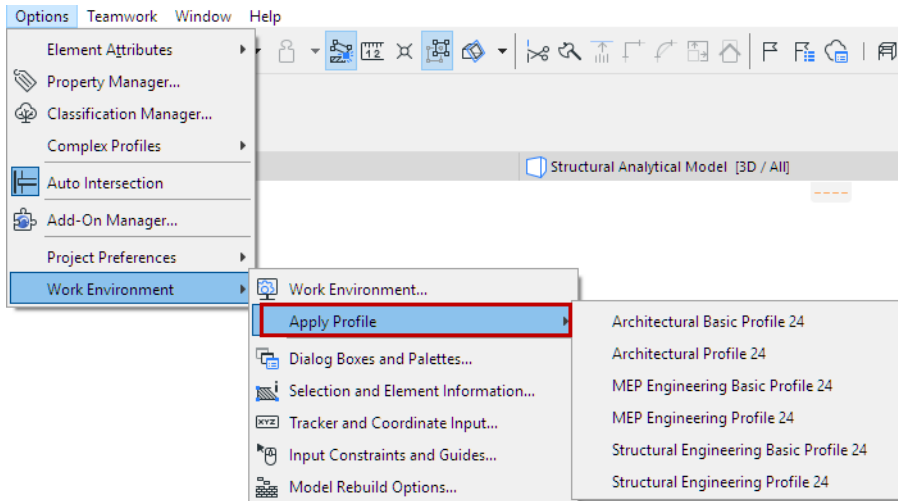 Options Teamwork Window Help
Element Attributes
Property Manager...
Classification Manager...
Complex Profiles
Auto Intersection
Add-On Manager...
Project Preferences
Work Environment
Structural Analytical Model [3D / All]
Work Environment...
Apply Profile
Dialog Boxes and Palettes...
Selection and Element Information...
Tracker and Coordinate Input...
Input Constraints and Guides...
Model Rebuild Options...
Architectural Basic Profile 24
Architectural Profile 24
MEP Engineering Basic Profile 24
MEP Engineering Profile 24
Structural Engineering Basic Profile 24
Structural Engineering Profile 24